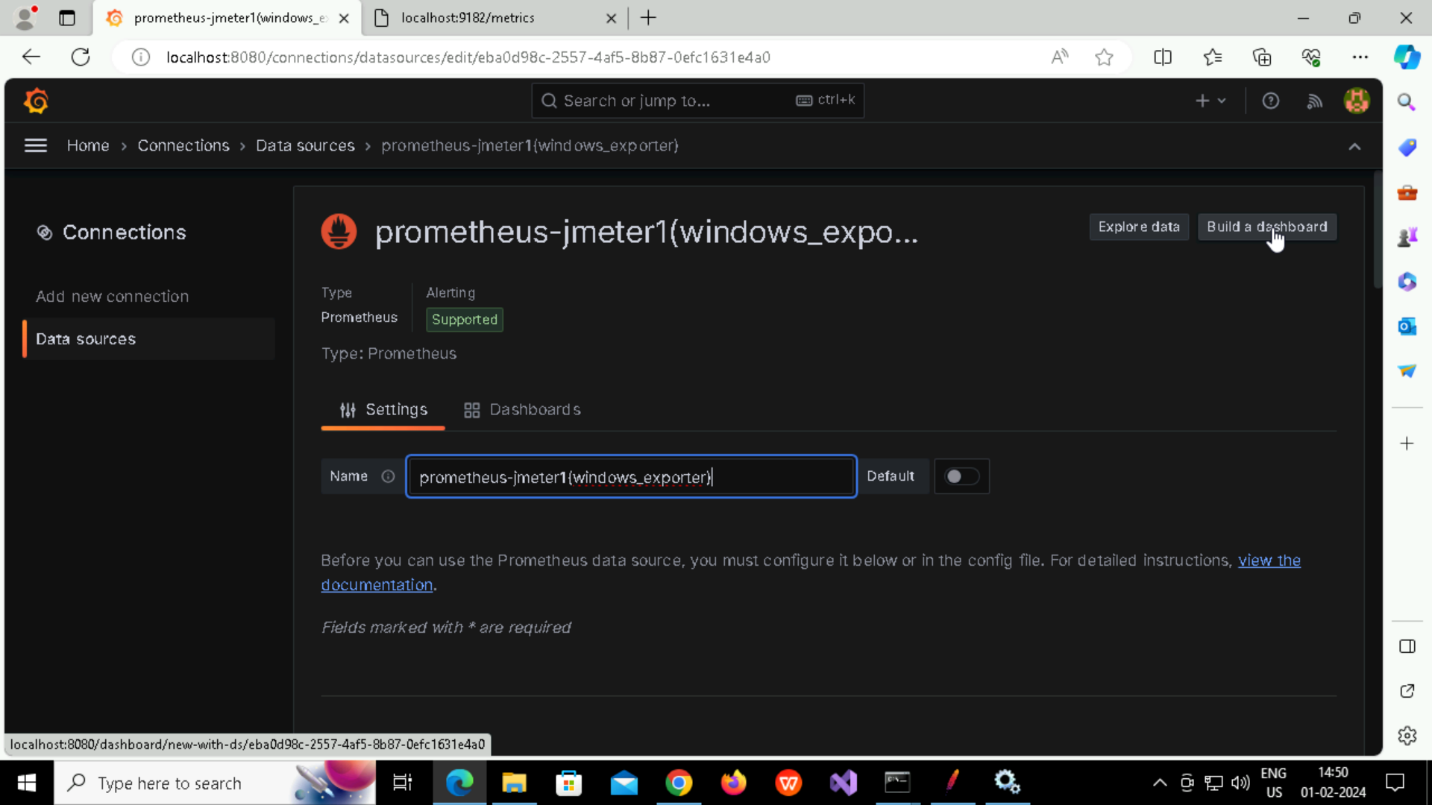 prometheus-jmeter1(windows_e
localhost:9182/metrics
localhost:8080/connections/datasources/edit/eba0d98c-2557-4af5-8b87-0efc1631e4a0
Search or jump to...
ctrl+k
Home › Connections › Data sources › prometheus-jmeter1{windows_exporter}
Connections
Add new connection
Data sources
prometheus-jmeter1(windows_expo...
Explore data
Build a dashboard
Type
Alerting
Prometheus
Supported
Type: Prometheus
Settings
Dashboards
Name
prometheus-jmeter1{windows_exporter}
Default
Before you can use the Prometheus data source, you must configure it below or in the config file. For detailed instructions, view the
documentation.
Fields marked with * are required
localhost:8080/dashboard/new-with-ds/eba0d98c-2557-4af5-8b87-0efc1631e4a0
Type here to search
ENG
US
14:50
01-02-2024